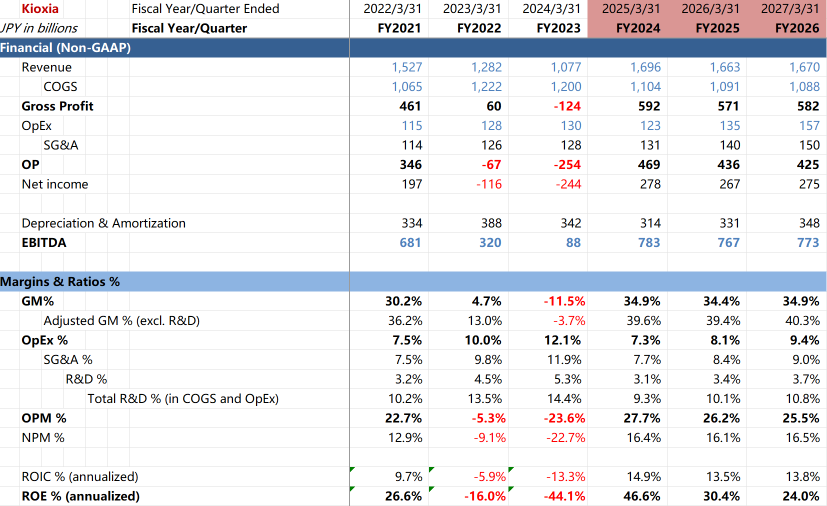 Kioxia Fiscal Year/Quarter Ended 2022/3/31 2023/3/31 2024/3/31 2025/3/31 2026/3/31 2027/3/31
JPY in billions Fiscal Year/Quarter FY2021 FY2022 FY2023 FY2024 FY2025 FY2026
Financial (Non-GAAP)
Revenue 1,527 1,282 1,077 1,696 1,663 1,670
COGS 1,065 1,222 1,200 1,104 1,091 1,088
Gross Profit 461 60 -124 592 571 582
OpEx 115 128 130 123 135 157
SG&A 114 126 128 131 140 150
OP 346 -67 -254 469 436 425
Net income 197 -116 -244 278 267 275
Depreciation & Amortization 334 388 342 314 331 348
EBITDA 681 320 88 783 767 773
Margins & Ratios %
GM% 30.2% 4.7% -11.5% 34.9% 34.4% 34.9%
Adjusted GM % (excl. R&D) 36.2% 13.0% -3.7% 39.6% 39.4% 40.3%
OpEx % 7.5% 10.0% 12.1% 7.3% 8.1% 9.4%
SG&A % 7.5% 9.8% 11.9% 7.7% 8.4% 9.0%
R&D % 3.2% 4.5% 5.3% 3.1% 3.4% 3.7%
Total R&D % (in COGS and OpEx) 10.2% 13.5% 14.4% 9.3% 10.1% 10.8%
OPM % 22.7% -5.3% -23.6% 27.7% 26.2% 25.5%
NPM % 12.9% -9.1% -22.7% 16.4% 16.1% 16.5%
ROIC % (annualized) 9.7% -5.9% -13.3% 14.9% 13.5% 13.8%
ROE % (annualized) 26.6% -16.0% -44.1% 46.6% 30.4% 24.0%